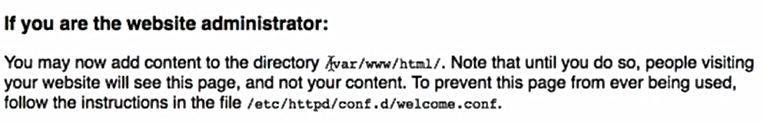 If you are the website administrator:
You may now add content to the directory /var/www/html/. Note that until you do so, people visiting
your website will see this page, and not your content. To prevent this page from ever being used,
follow the instructions in the file /etc/httpd/conf.d/welcome.conf.